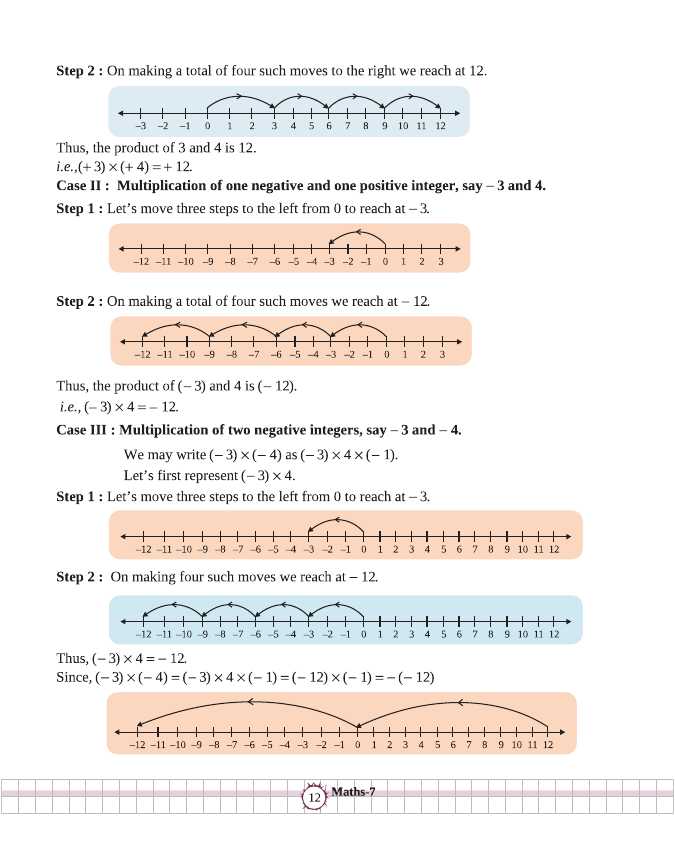 Step 2 : On making a total of four such moves to the right we reach at 12.
–3 –2 –1 0 1 2 3 4 5 6 7 8 9 10 11 12
Thus, the product of 3 and 4 is 12.
i.e.,(+ 3) × (+ 4) = + 12.
Case II : Multiplication of one negative and one positive integer, say – 3 and 4.
Step 1 : Let’s move three steps to the left from 0 to reach at – 3.
–12 –11 –10 –9 –8 –7 –6 –5 –4 –3 –2 –1 0 1 2 3
Step 2 : On making a total of four such moves we reach at – 12.
–12 –11 –10 –9 –8 –7 –6 –5 –4 –3 –2 –1 0 1 2 3
Thus, the product of (– 3) and 4 is (– 12).
i.e., (– 3) × 4 = – 12.
Case III : Multiplication of two negative integers, say – 3 and – 4.
We may write (– 3) × (– 4) as (– 3) × 4 × (– 1).
Let’s first represent (– 3) × 4.
Step 1 : Let’s move three steps to the left from 0 to reach at – 3.
–12 –11 –10 –9 –8 –7 –6 –5 –4 –3 –2 –1 0 1 2 3 4 5 6 7 8 9 10 11 12
Step 2 : On making four such moves we reach at – 12.
–12 –11 –10 –9 –8 –7 –6 –5 –4 –3 –2 –1 0 1 2 3 4 5 6 7 8 9 10 11 12
Thus, (– 3) × 4 = – 12.
Since, (– 3) × (– 4) = (– 3) × 4 × (– 1) = (– 12) × (– 1) = – (– 12)
–12 –11 –10 –9 –8 –7 –6 –5 –4 –3 –2 –1 0 1 2 3 4 5 6 7 8 9 10 11 12
12 Maths-7